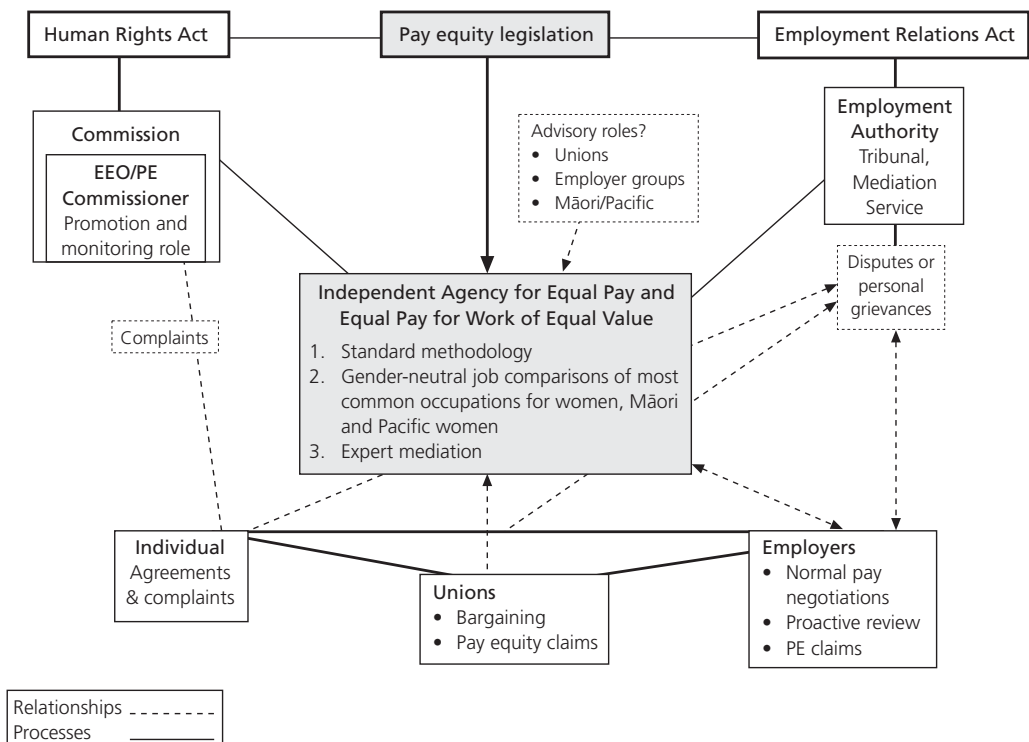 Human Rights Act
Pay equity legislation
Employment Relations Act
Commission
EEO/PE
Commissioner
Promotion and
monitoring role
Advisory roles?
• Unions
• Employer groups
• Māori/Pacific
Employment
Authority
Tribunal,
Mediation
Service
Disputes or
personal
grievances
Complaints
Independent Agency for Equal Pay and
Equal Pay for Work of Equal Value
1. Standard methodology
2. Gender-neutral job comparisons of most
common occupations for women, Māori
and Pacific women
3. Expert mediation
Individual
Agreements
& complaints
Unions
• Bargaining
• Pay equity claims
Employers
• Normal pay
negotiations
• Proactive review
• PE claims
Relationships
Processes